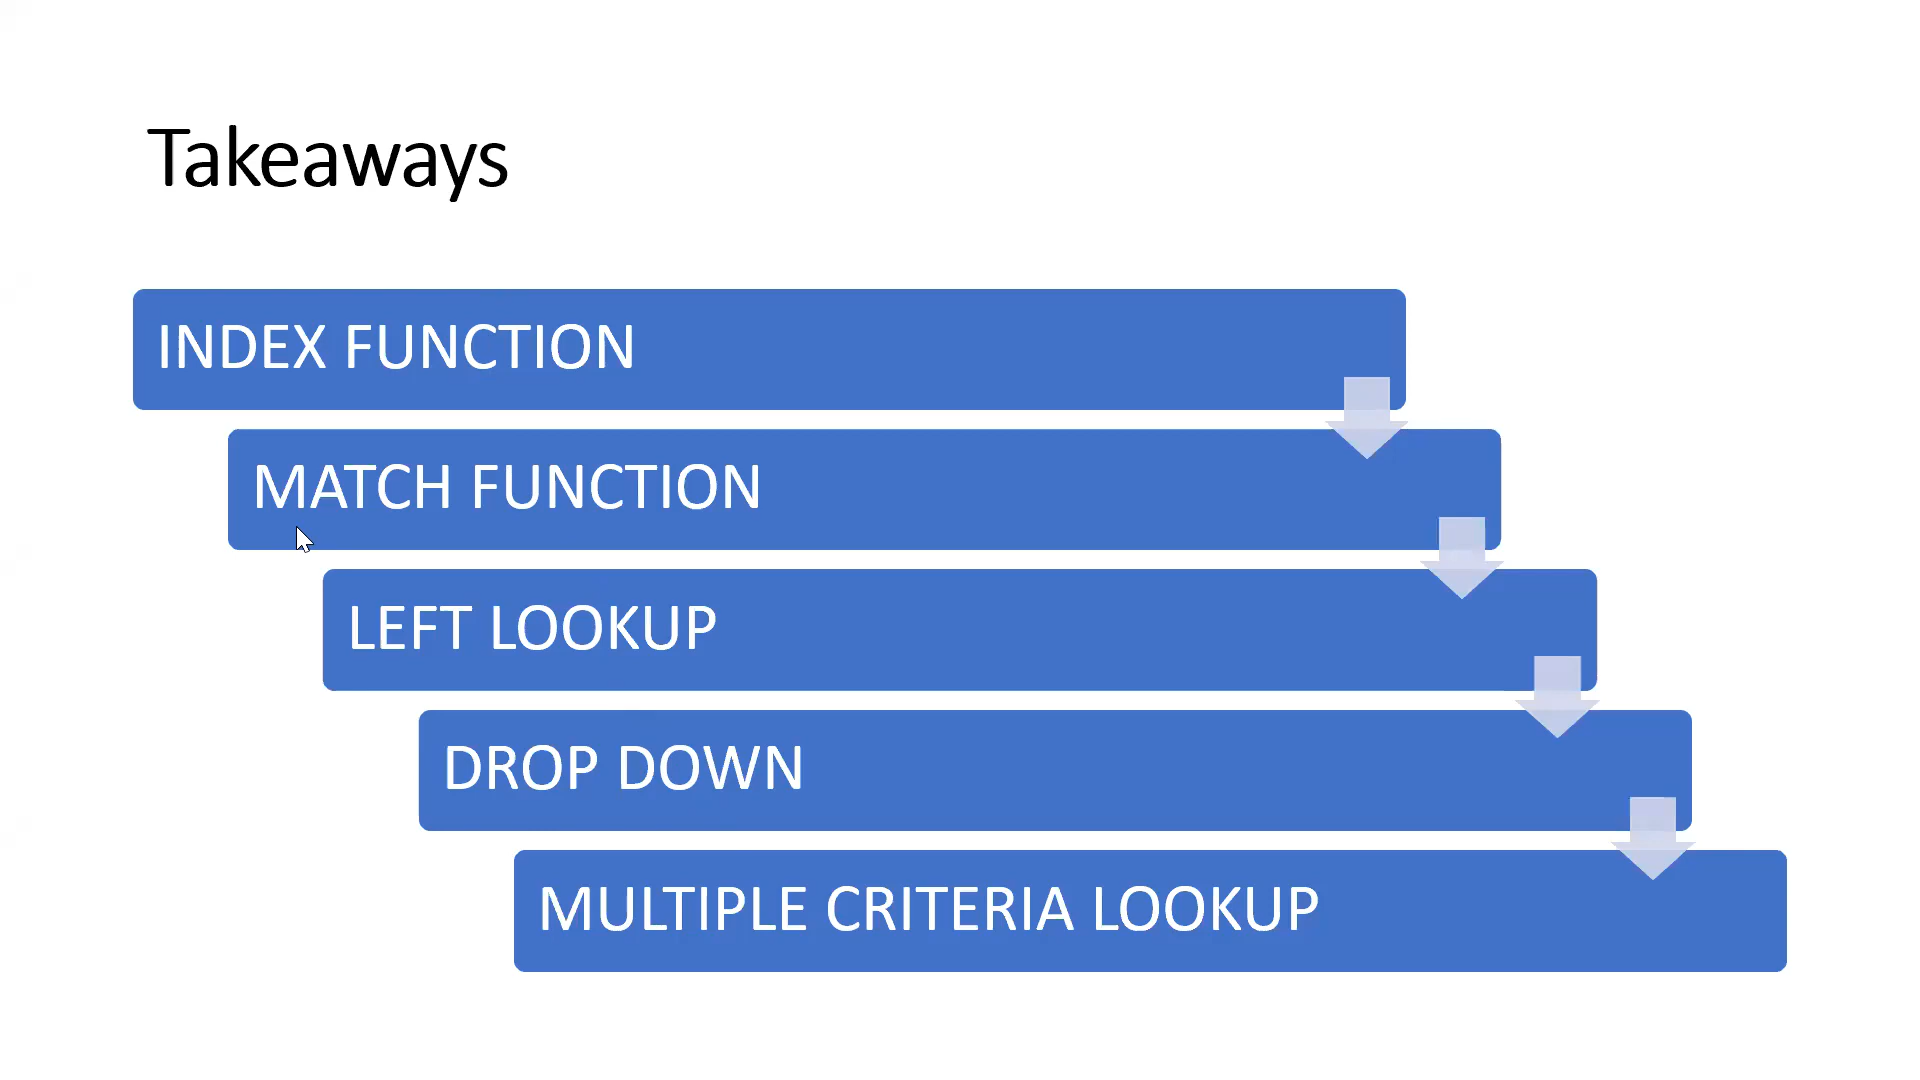 Takeaways
INDEX FUNCTION
MATCH FUNCTION
LEFT LOOKUP
DROP DOWN
MULTIPLE CRITERIA LOOKUP